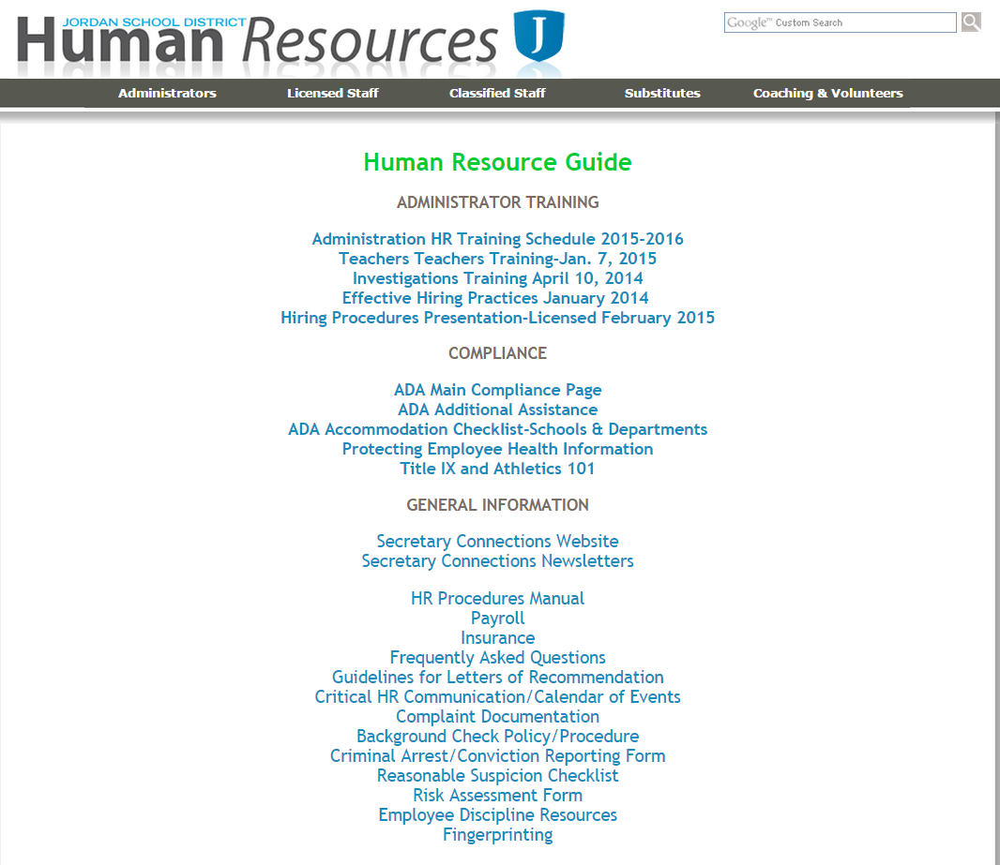 JORDAN SCHOOL DISTRICT
Human Resources J
Google™ Custom Search
Administrators Licensed Staff Classified Staff Substitutes Coaching & Volunteers
Human Resource Guide
ADMINISTRATOR TRAINING
Administration HR Training Schedule 2015-2016
Teachers Teachers Training-Jan. 7, 2015
Investigations Training April 10, 2014
Effective Hiring Practices January 2014
Hiring Procedures Presentation-Licensed February 2015
COMPLIANCE
ADA Main Compliance Page
ADA Additional Assistance
ADA Accommodation Checklist-Schools & Departments
Protecting Employee Health Information
Title IX and Athletics 101
GENERAL INFORMATION
Secretary Connections Website
Secretary Connections Newsletters
HR Procedures Manual
Payroll
Insurance
Frequently Asked Questions
Guidelines for Letters of Recommendation
Critical HR Communication/Calendar of Events
Complaint Documentation
Background Check Policy/Procedure
Criminal Arrest/Conviction Reporting Form
Reasonable Suspicion Checklist
Risk Assessment Form
Employee Discipline Resources
Fingerprinting